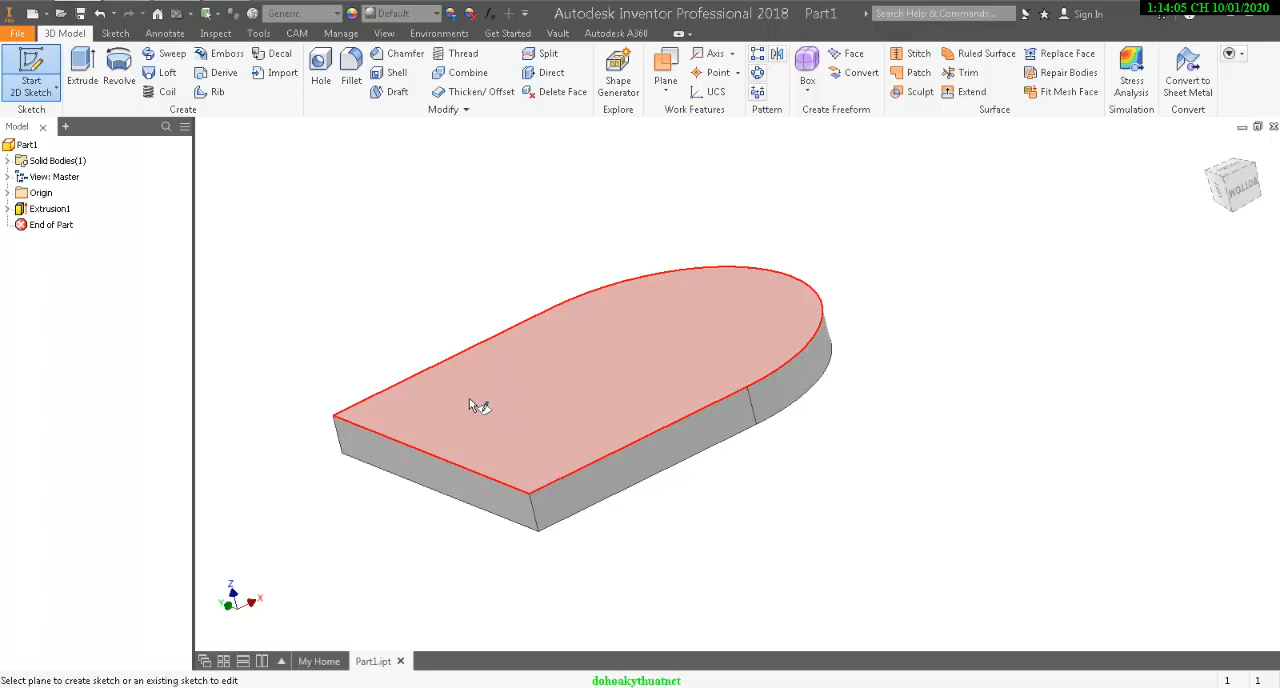 Generic Default Autodesk Inventor Professional 2018 Part1 Search Help & Commands... Sign In 1:14:05 CH 10/01/2020
File 3D Model Sketch Annotate Inspect Tools CAM Manage View Environments Get Started Vault Autodesk A360
Start
2D Sketch
Sketch
Extrude Revolve
Sweep Emboss Decal
Loft Derive Import
Coil Rib
Create
Hole Fillet
Chamfer Thread Split
Shell Combine Direct
Draft Thicken/ Offset Delete Face
Modify
Shape
Generator
Explore
Plane
Axis
Point
UCS
Work Features
Pattern
Box
Face
Convert
Create Freeform
Stitch Ruled Surface Replace Face
Patch Trim Repair Bodies
Sculpt Extend Fit Mesh Face
Surface
Stress
Analysis
Simulation
Convert to
Sheet Metal
Convert
Model
Part1
Solid Bodies(1)
View: Master
Origin
Extrusion1
End of Part
BOTTOM
Z
Y X
My Home Part1.ipt
Select plane to create sketch or an existing sketch to edit
dohoakythuatnet
1 1